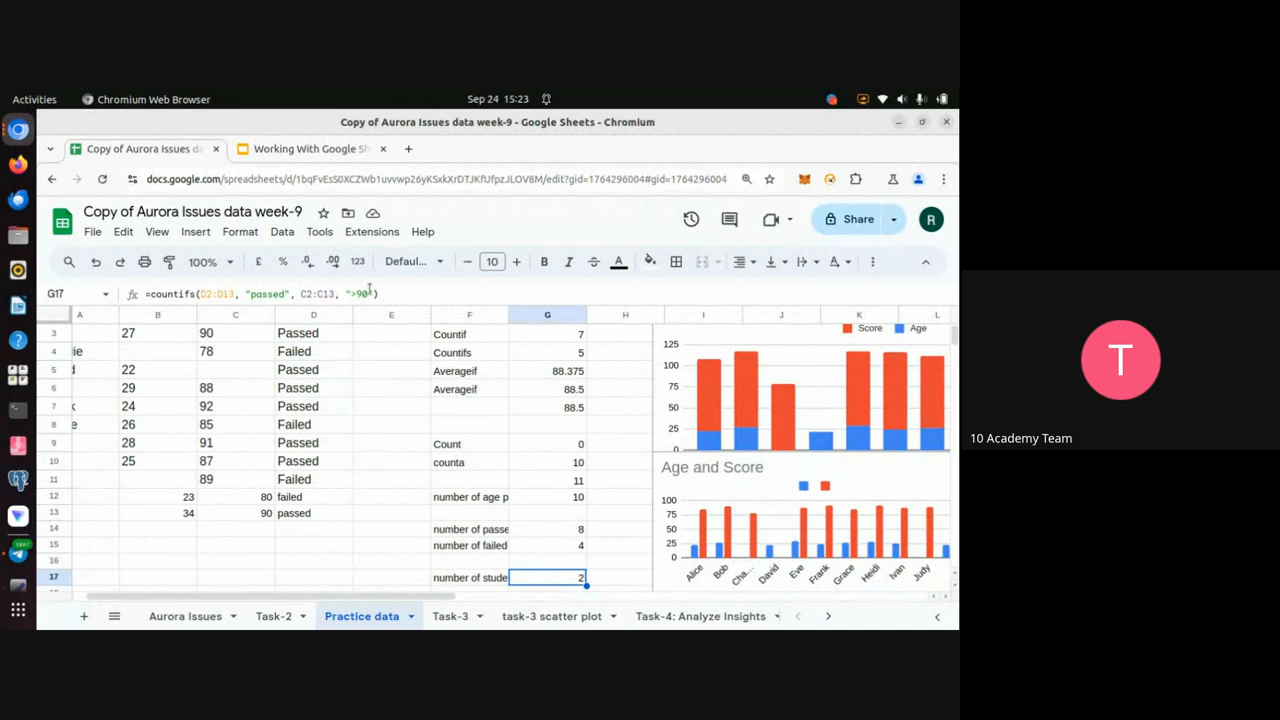 Activities Chromium Web Browser Sep 24 15:23
Copy of Aurora Issues data week-9 - Google Sheets - Chromium
Copy of Aurora Issues da Working With Google Sh
docs.google.com/spreadsheets/d/1bqFvEsS0XCZWb1uvvwp26yKSxkXrDTJKfUfpzJLOV8M/edit?gid=1764296004#gid=1764296004
Copy of Aurora Issues data week-9
Share R
File Edit View Insert Format Data Tools Extensions Help
100% £ % .0 .00 123 Defaul... 10 B I S A
G17 fx =countifs(D2:D13, "passed", C2:C13, ">90")
A B C D E F G H I J K L
3 27 90 Passed Countif 7
4 ie 78 Failed Countifs 5
5 d 22 Passed Averageif 88.375
6 29 88 Passed Averageif 88.5
7 k 24 92 Passed 88.5
8 e 26 85 Failed
9 28 91 Passed Count 0
10 25 87 Passed counta 10
11 89 Failed 11
12 23 80 failed number of age p 10
13 34 90 passed
14 number of passe 8
15 number of failed 4
16
17 number of stude 2
Score Age
125
100
75
50
25
0
Age and Score
100
75
50
25
0
Alice Bob Cha... David Eve Frank Grace Heidi Ivan Judy
Aurora Issues Task-2 Practice data Task-3 task-3 scatter plot Task-4: Analyze Insights
T
10 Academy Team